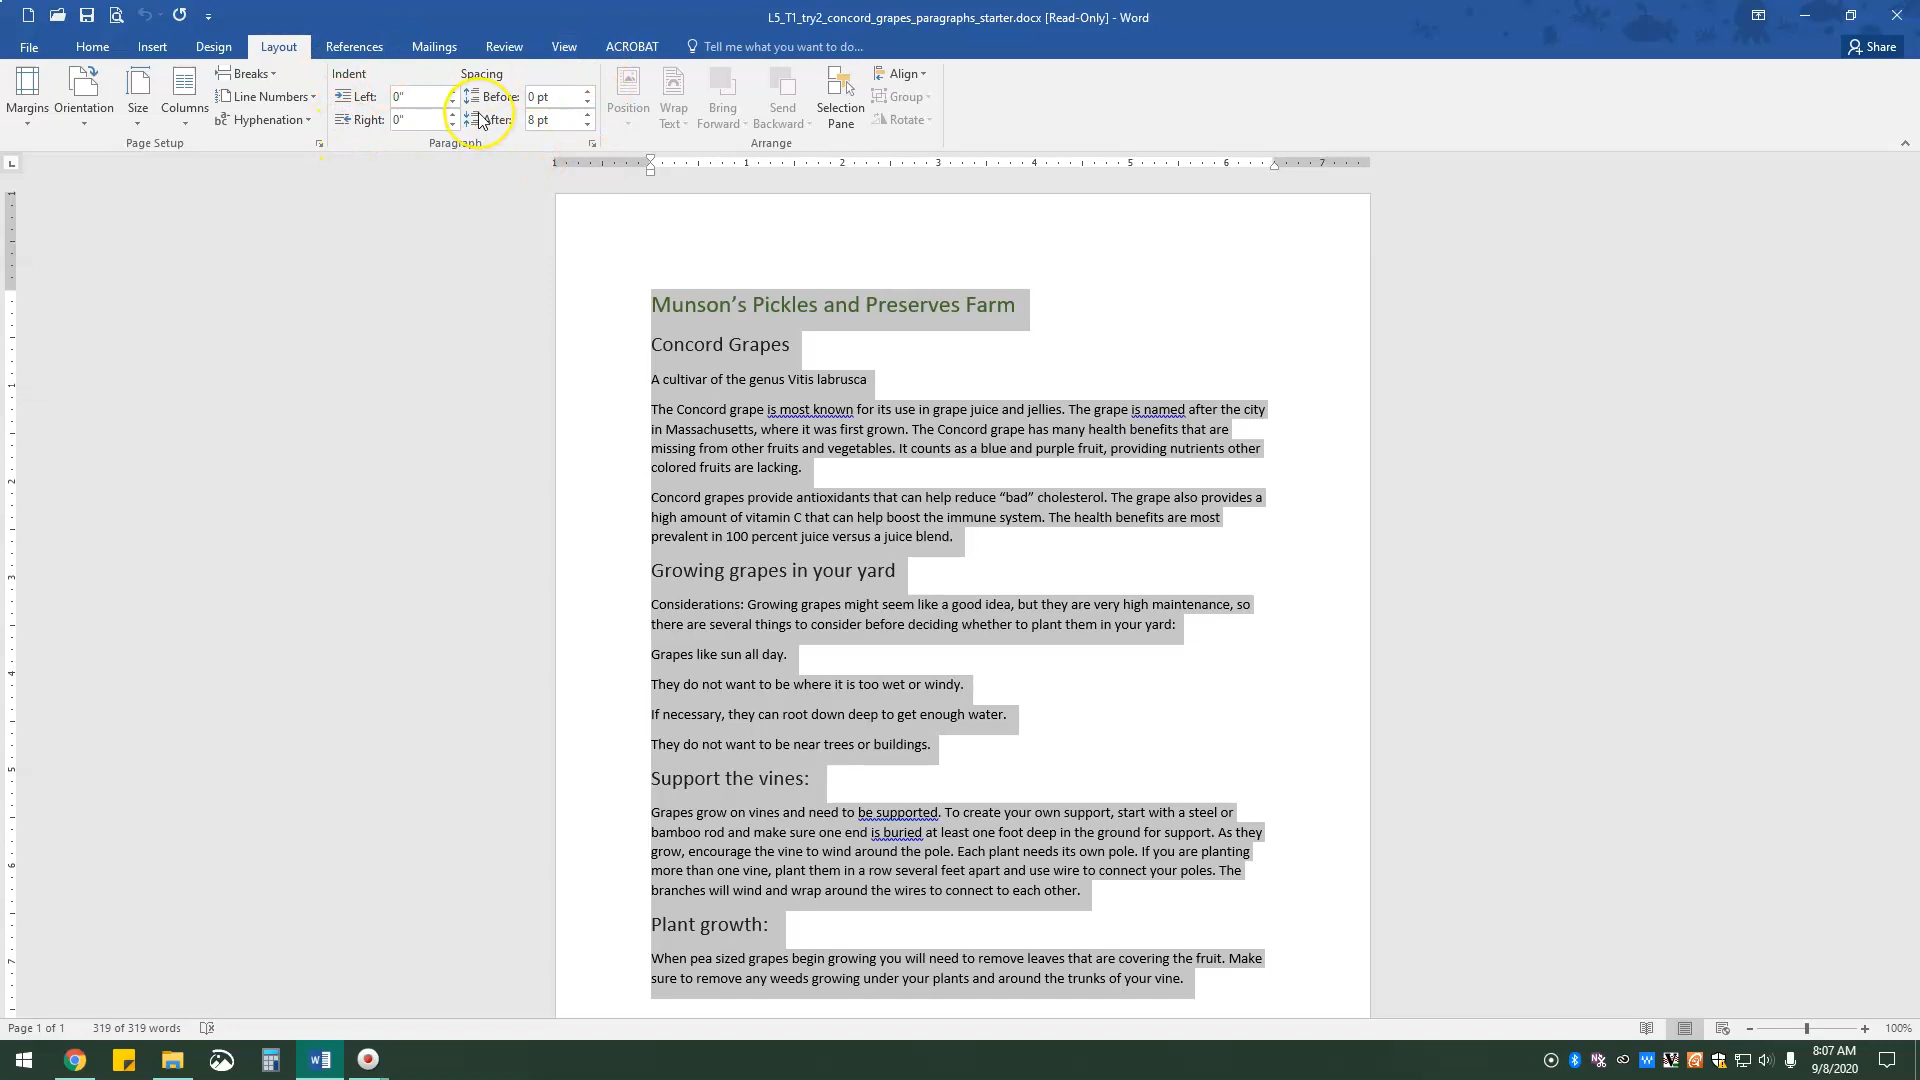 L5_T1_try2_concord_grapes_paragraphs_starter.docx [Read-Only] - Word
File Home Insert Design Layout References Mailings Review View ACROBAT Tell me what you want to do... Share
Margins Orientation Size Columns
Breaks
Line Numbers
Hyphenation
Page Setup
Indent
Left: 0"
Right: 0"
Spacing
Before: 0 pt
After: 8 pt
Paragraph
Position
Wrap Text
Bring Forward
Send Backward
Selection Pane
Align
Group
Rotate
Arrange
1 1 2 3 4 5 6 7
Munson’s Pickles and Preserves Farm
Concord Grapes
A cultivar of the genus Vitis labrusca
The Concord grape is most known for its use in grape juice and jellies. The grape is named after the city
in Massachusetts, where it was first grown. The Concord grape has many health benefits that are
missing from other fruits and vegetables. It counts as a blue and purple fruit, providing nutrients other
colored fruits are lacking.
Concord grapes provide antioxidants that can help reduce “bad” cholesterol. The grape also provides a
high amount of vitamin C that can help boost the immune system. The health benefits are most
prevalent in 100 percent juice versus a juice blend.
Growing grapes in your yard
Considerations: Growing grapes might seem like a good idea, but they are very high maintenance, so
there are several things to consider before deciding whether to plant them in your yard:
Grapes like sun all day.
They do not want to be where it is too wet or windy.
If necessary, they can root down deep to get enough water.
They do not want to be near trees or buildings.
Support the vines:
Grapes grow on vines and need to be supported. To create your own support, start with a steel or
bamboo rod and make sure one end is buried at least one foot deep in the ground for support. As they
grow, encourage the vine to wind around the pole. Each plant needs its own pole. If you are planting
more than one vine, plant them in a row several feet apart and use wire to connect your poles. The
branches will wind and wrap around the wires to connect to each other.
Plant growth:
When pea sized grapes begin growing you will need to remove leaves that are covering the fruit. Make
sure to remove any weeds growing under your plants and around the trunks of your vine.
Page 1 of 1 319 of 319 words 100%
8:07 AM
9/8/2020